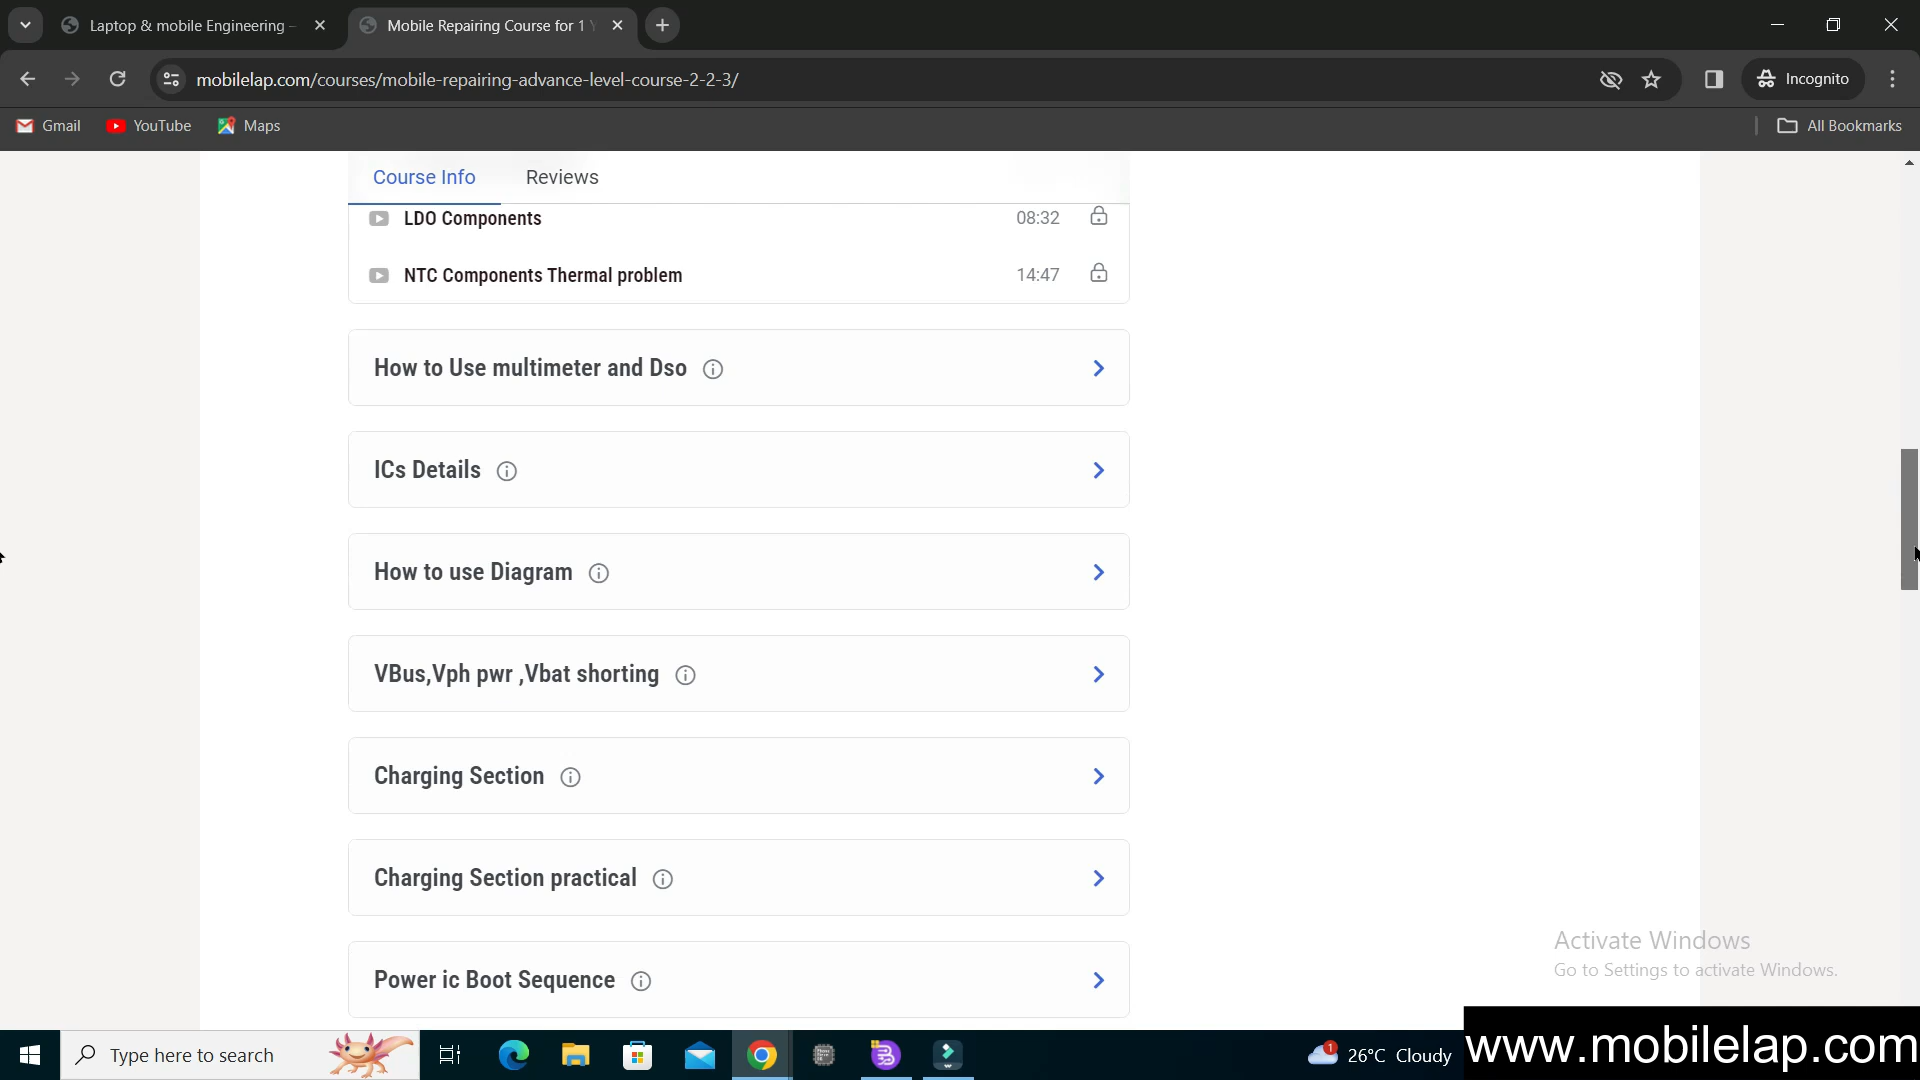 Laptop & mobile Engineering –
Mobile Repairing Course for 1 Y
mobilelap.com/courses/mobile-repairing-advance-level-course-2-2-3/
Incognito
Gmail
YouTube
Maps
All Bookmarks
Course Info
Reviews
LDO Components
08:32
NTC Components Thermal problem
14:47
How to Use multimeter and Dso
ICs Details
How to use Diagram
VBus,Vph pwr ,Vbat shorting
Charging Section
Charging Section practical
Power ic Boot Sequence
Activate Windows
Go to Settings to activate Windows.
Type here to search
1
26°C Cloudy
www.mobilelap.com